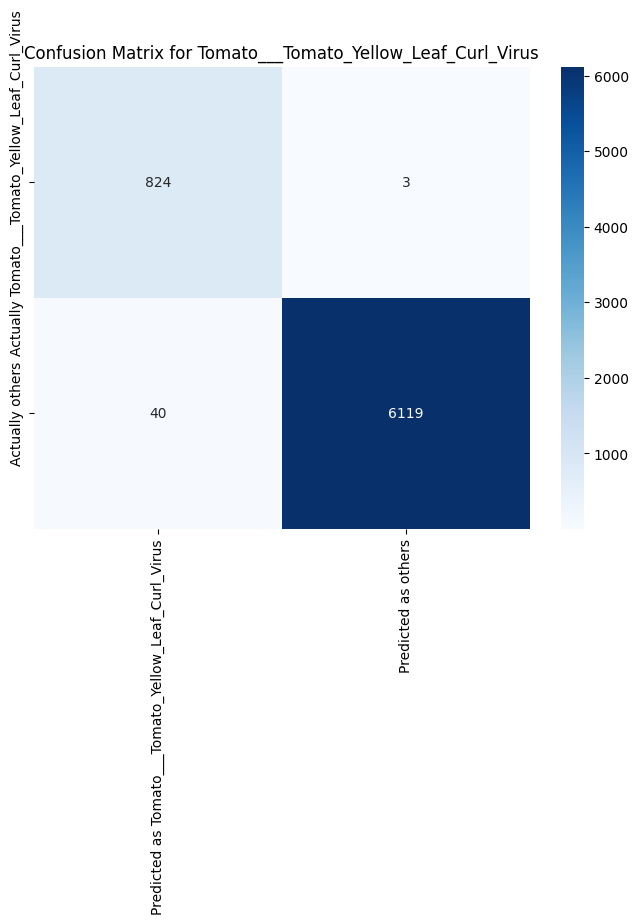 Confusion Matrix for Tomato___Tomato_Yellow_Leaf_Curl_Virus
Actually Tomato___Tomato_Yellow_Leaf_Curl_Virus
824
3
Actually others
40
6119
Predicted as Tomato___Tomato_Yellow_Leaf_Curl_Virus
Predicted as others
6000
5000
4000
3000
2000
1000